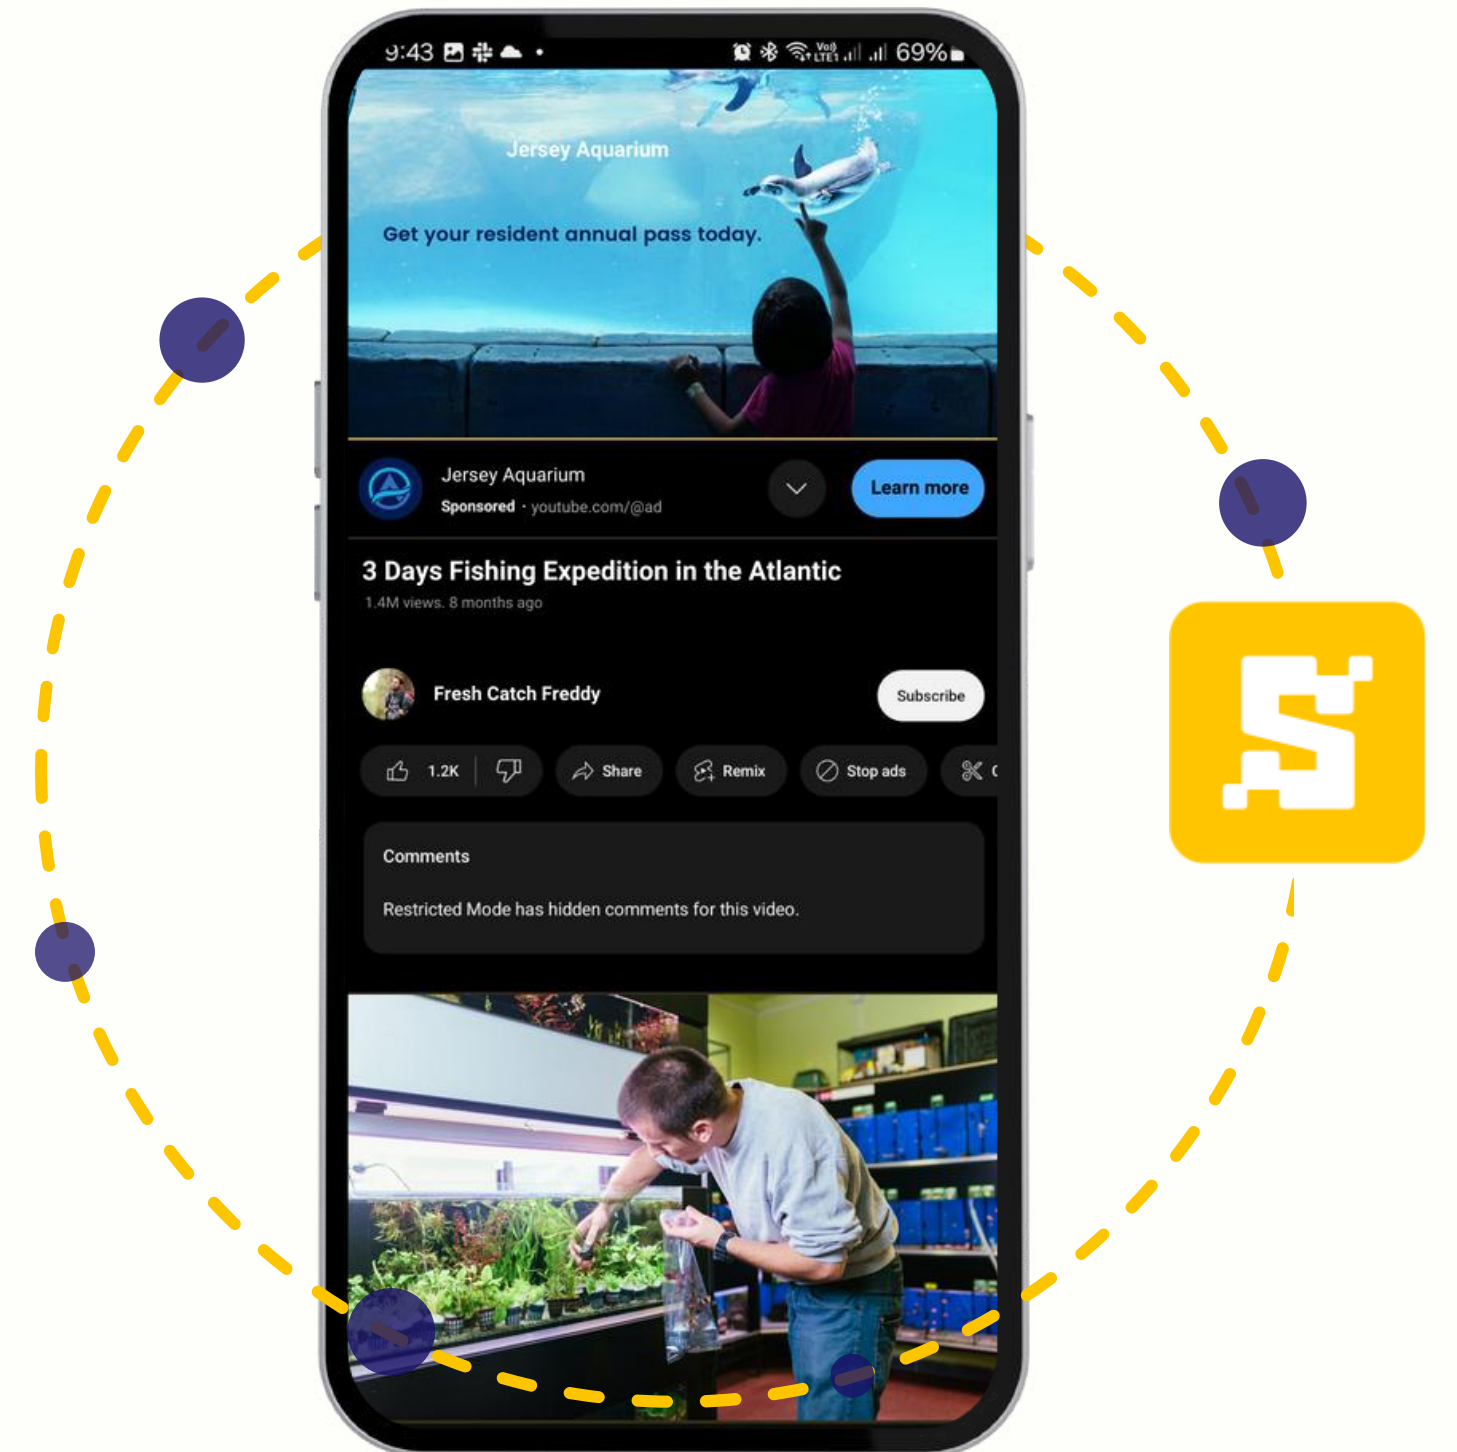 9:43
Vo)) LTE1 69%
Jersey Aquarium
Get your resident annual pass today.
Jersey Aquarium
Learn more
Sponsored · youtube.com/@ad
3 Days Fishing Expedition in the Atlantic
1.4M views. 8 months ago
Fresh Catch Freddy
Subscribe
1.2K
Share
Remix
Stop ads
Comments
Restricted Mode has hidden comments for this video.
S